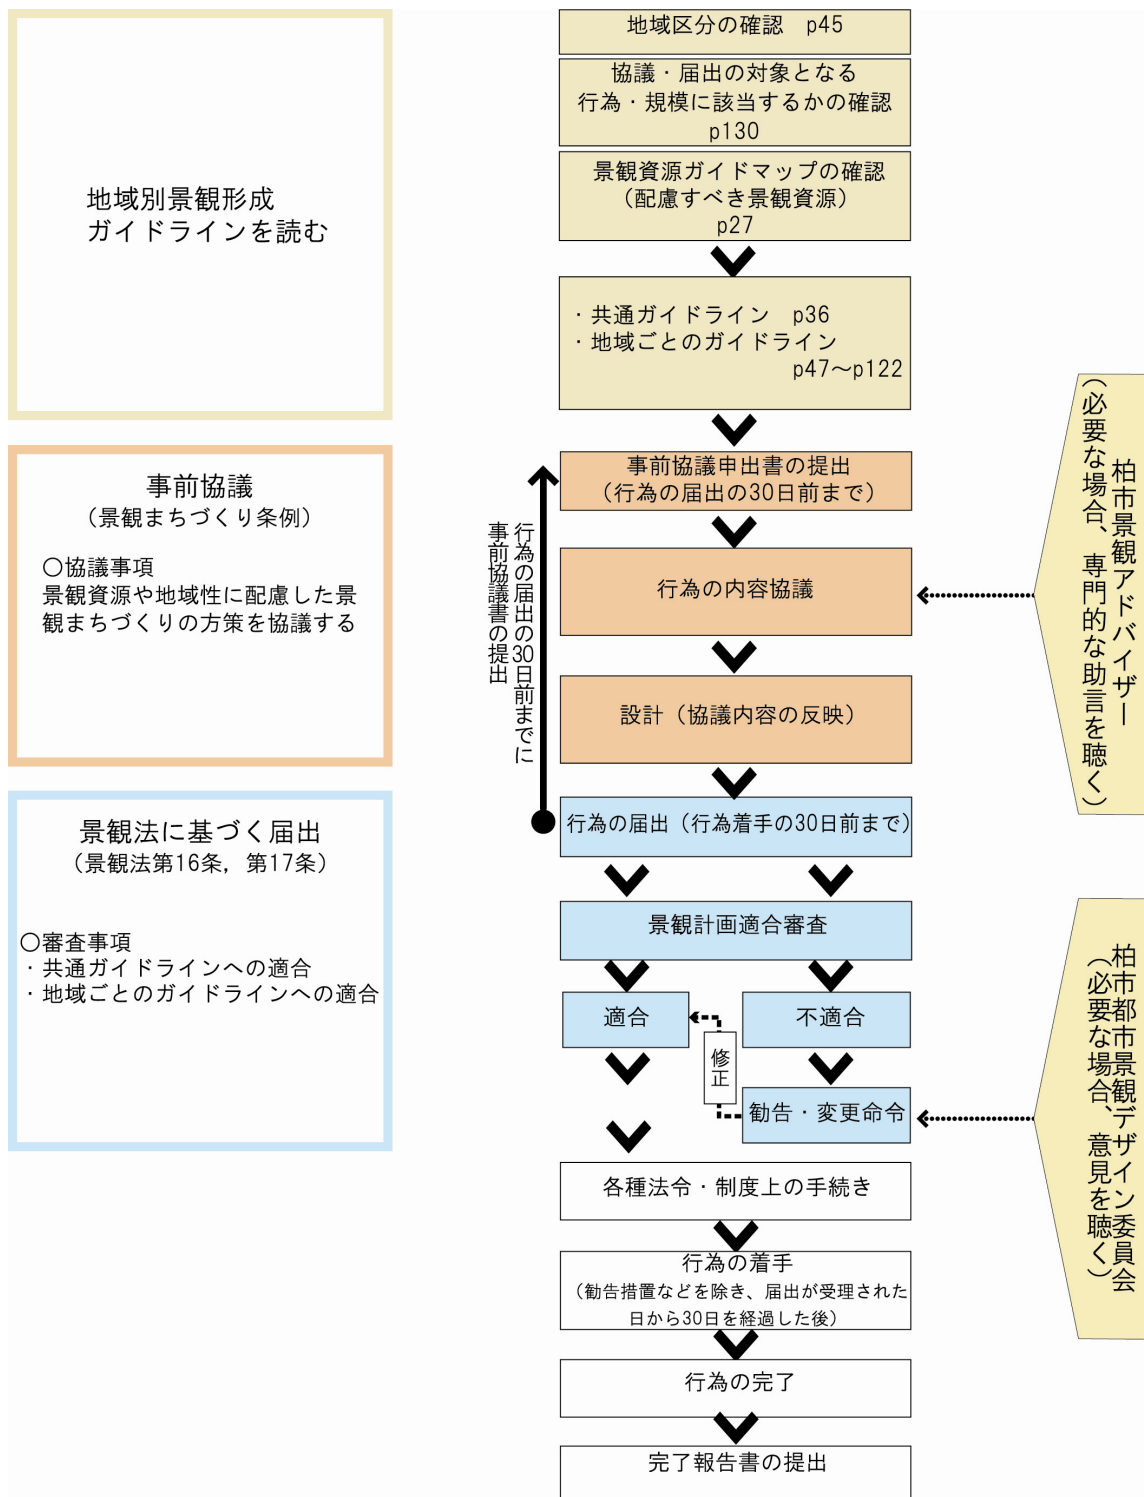 地域別景観形成
ガイドラインを読む
地域区分の確認　p45
協議・届出の対象となる
行為・規模に該当するかの確認
p130
景観資源ガイドマップの確認
（配慮すべき景観資源）
p27
・共通ガイドライン　p36
・地域ごとのガイドライン
p47～p122
事前協議
（景観まちづくり条例）
○協議事項
景観資源や地域性に配慮した景
観まちづくりの方策を協議する
行為の届出の30日前までに
事前協議書の提出
事前協議申出書の提出
（行為の届出の30日前まで）
行為の内容協議
設計（協議内容の反映）
柏市景観アドバイザー
（必要な場合、専門的な助言を聴く）
景観法に基づく届出
（景観法第16条，第17条）
○審査事項
・共通ガイドラインへの適合
・地域ごとのガイドラインへの適合
行為の届出（行為着手の30日前まで）
景観計画適合審査
適合
不適合
修正
勧告・変更命令
柏市都市景観デザイン委員会
（必要な場合、意見を聴く）
各種法令・制度上の手続き
行為の着手
（勧告措置などを除き、届出が受理された
日から30日を経過した後）
行為の完了
完了報告書の提出